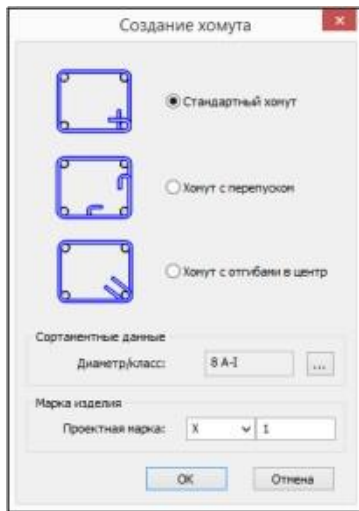 Создание хомута
Стандартный хомут
Хомут с перепуском
Хомут с отгибами в центр
Сортаментные данные
Диаметр/класс: 8 A-I ...
Марка изделия
Проектная марка: Х 1
ОК Отмена